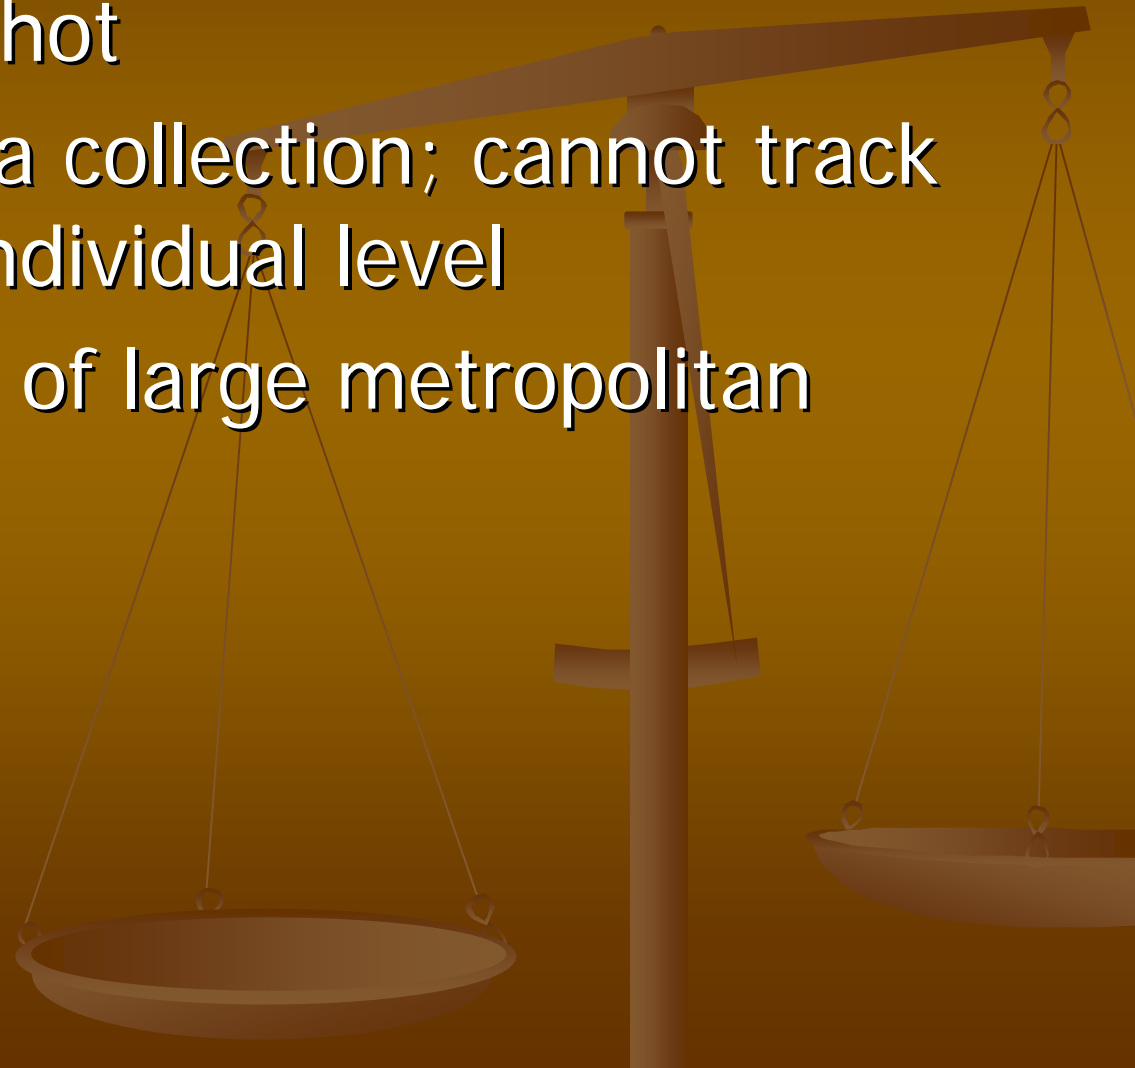 hot
a collection; cannot track
ndividual level
of large metropolitan